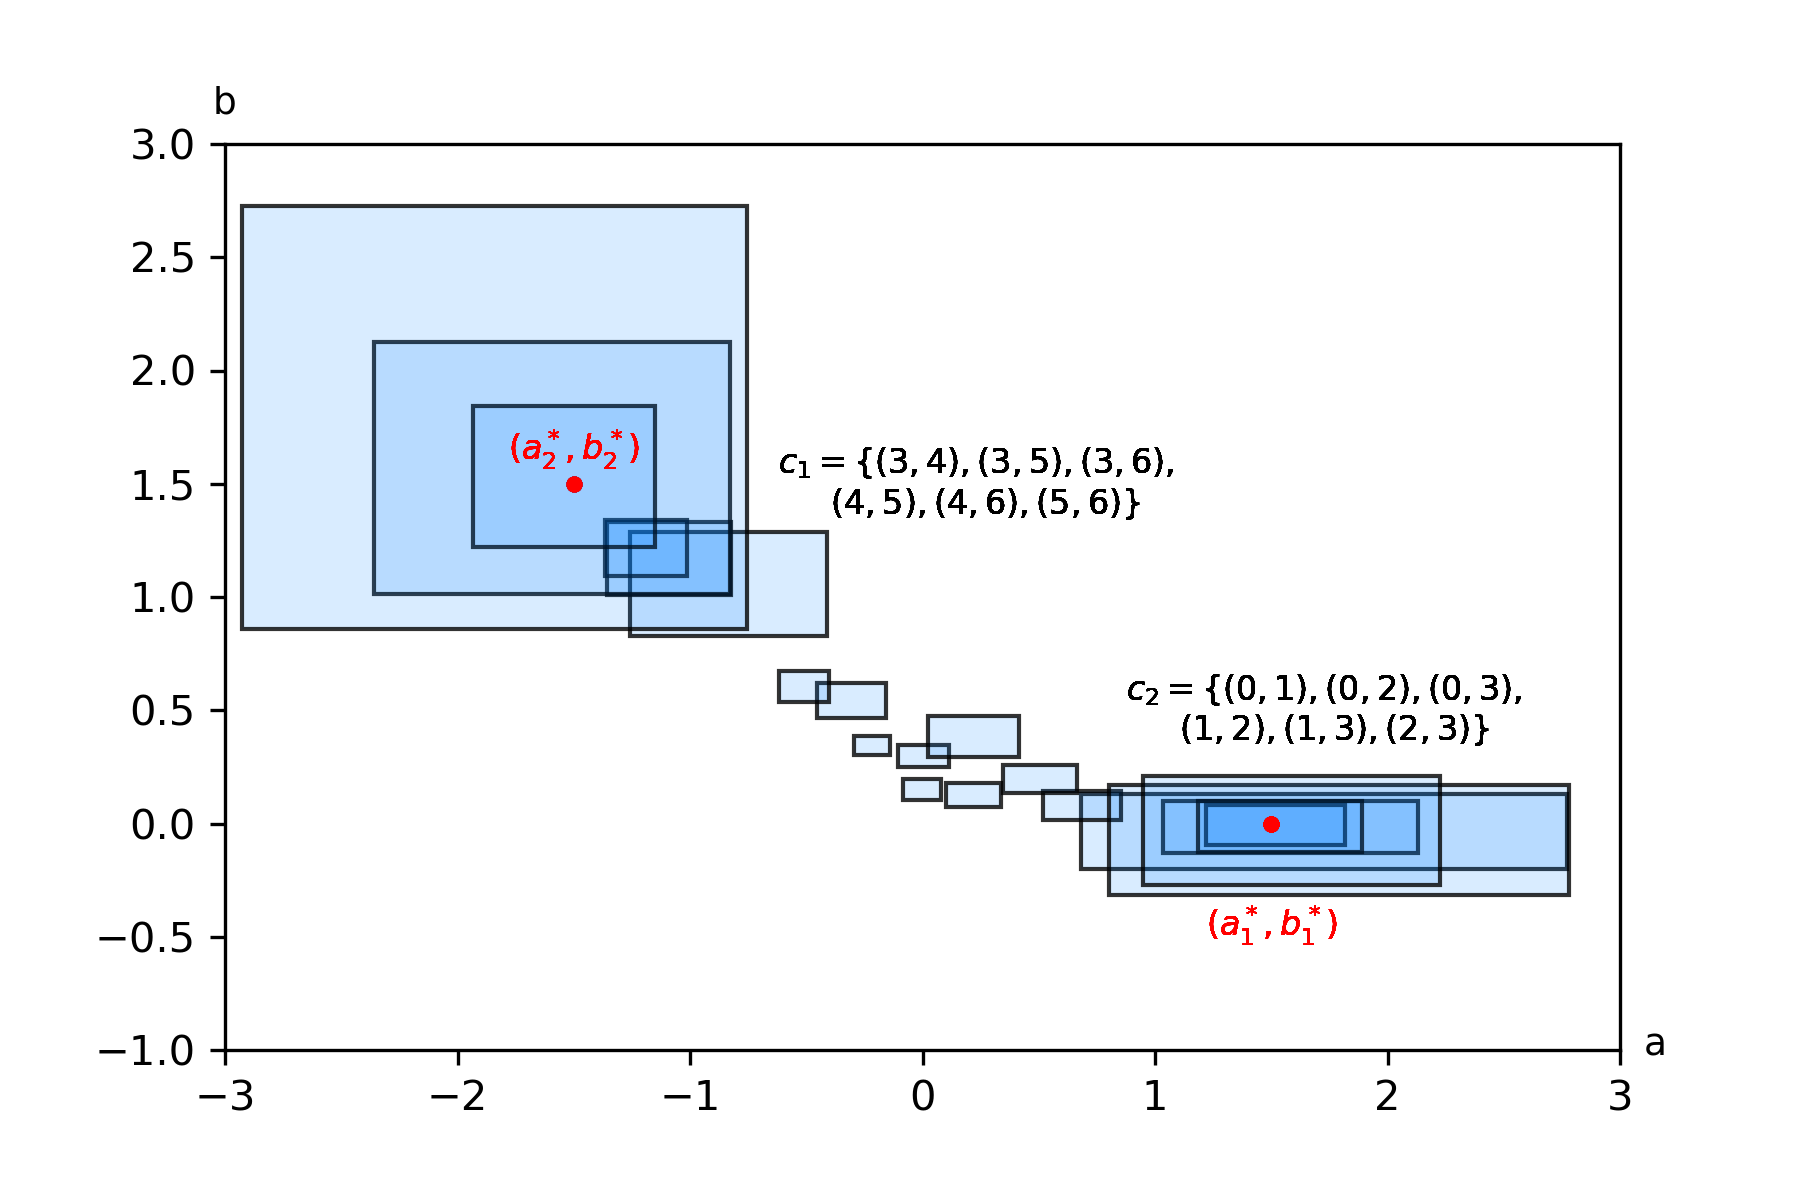 b
3.0
2.5
2.0
1.5
1.0
0.5
0.0
−0.5
−1.0
(a₂*, b₂*)
c₁ = {(3, 4), (3, 5), (3, 6),
(4, 5), (4, 6), (5, 6)}
c₂ = {(0, 1), (0, 2), (0, 3),
(1, 2), (1, 3), (2, 3)}
(a₁*, b₁*)
a
−3 −2 −1 0 1 2 3